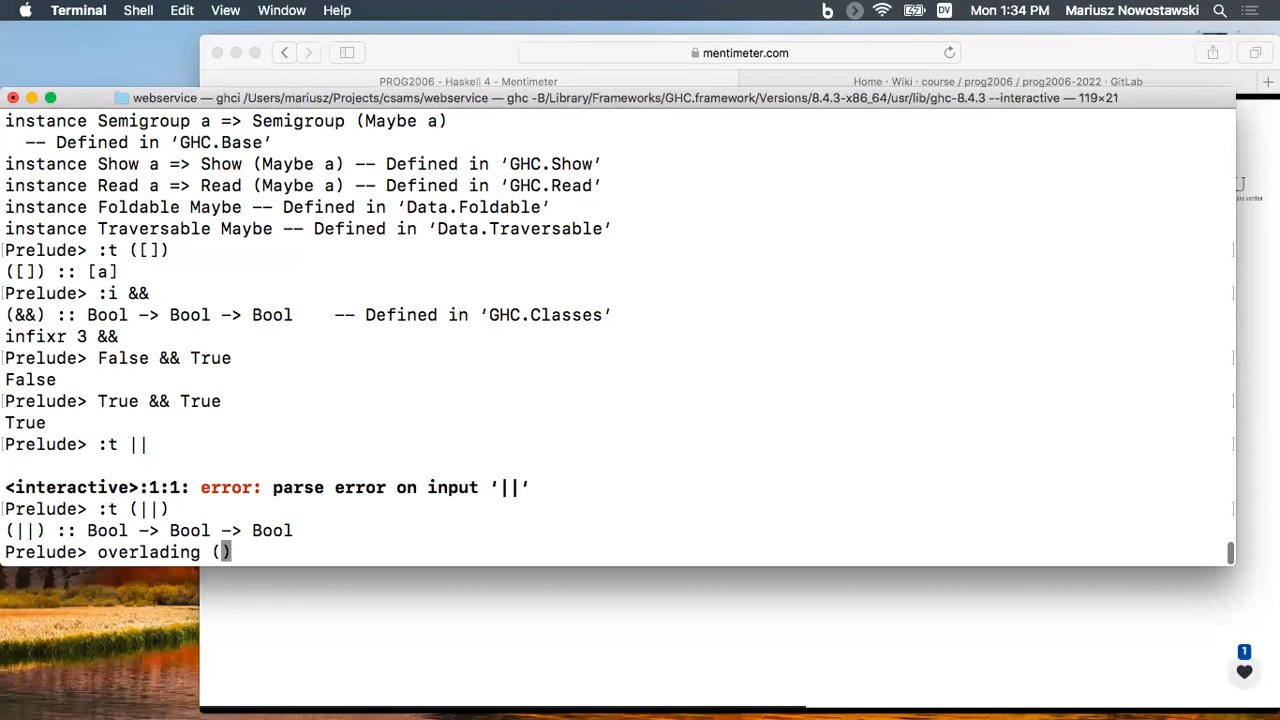 Terminal Shell Edit View Window Help DV Mon 1:34 PM Mariusz Nowostawski
mentimeter.com
PROG2006 - Haskell 4 - Mentimeter
Home · Wiki · course / prog2006 / prog2006-2022 · GitLab
webservice — ghci /Users/mariusz/Projects/csams/webservice — ghc -B/Library/Frameworks/GHC.framework/Versions/8.4.3-x86_64/usr/lib/ghc-8.4.3 --interactive — 119×21
instance Semigroup a => Semigroup (Maybe a)
-- Defined in ‘GHC.Base’
instance Show a => Show (Maybe a) -- Defined in ‘GHC.Show’
instance Read a => Read (Maybe a) -- Defined in ‘GHC.Read’
instance Foldable Maybe -- Defined in ‘Data.Foldable’
instance Traversable Maybe -- Defined in ‘Data.Traversable’
Prelude> :t ([])
([]) :: [a]
Prelude> :i &&
(&&) :: Bool -> Bool -> Bool -- Defined in ‘GHC.Classes’
infixr 3 &&
Prelude> False && True
False
Prelude> True && True
True
Prelude> :t ||
<interactive>:1:1: error: parse error on input ‘||’
Prelude> :t (||)
(||) :: Bool -> Bool -> Bool
Prelude> overlading ()
1